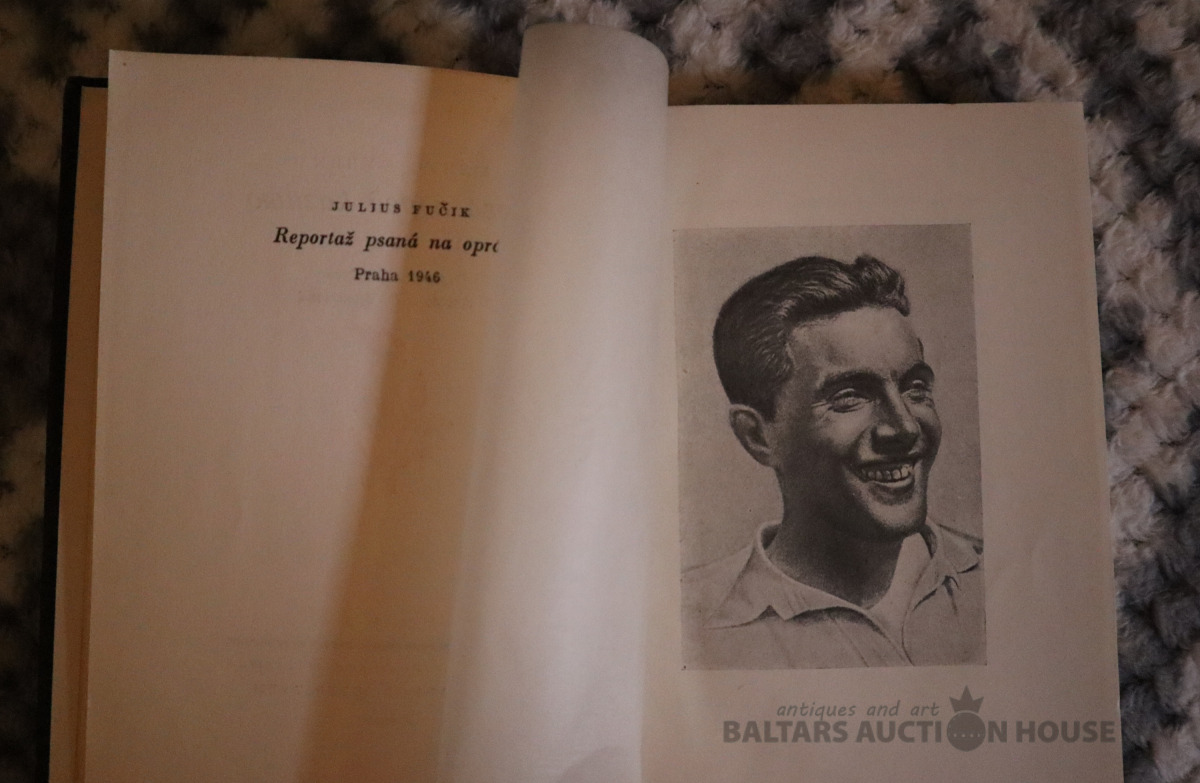 JULIUS FUČIK
Reportaž psaná na opr
Praha 1946
antiques and art
BALTARS AUCTION HOUSE